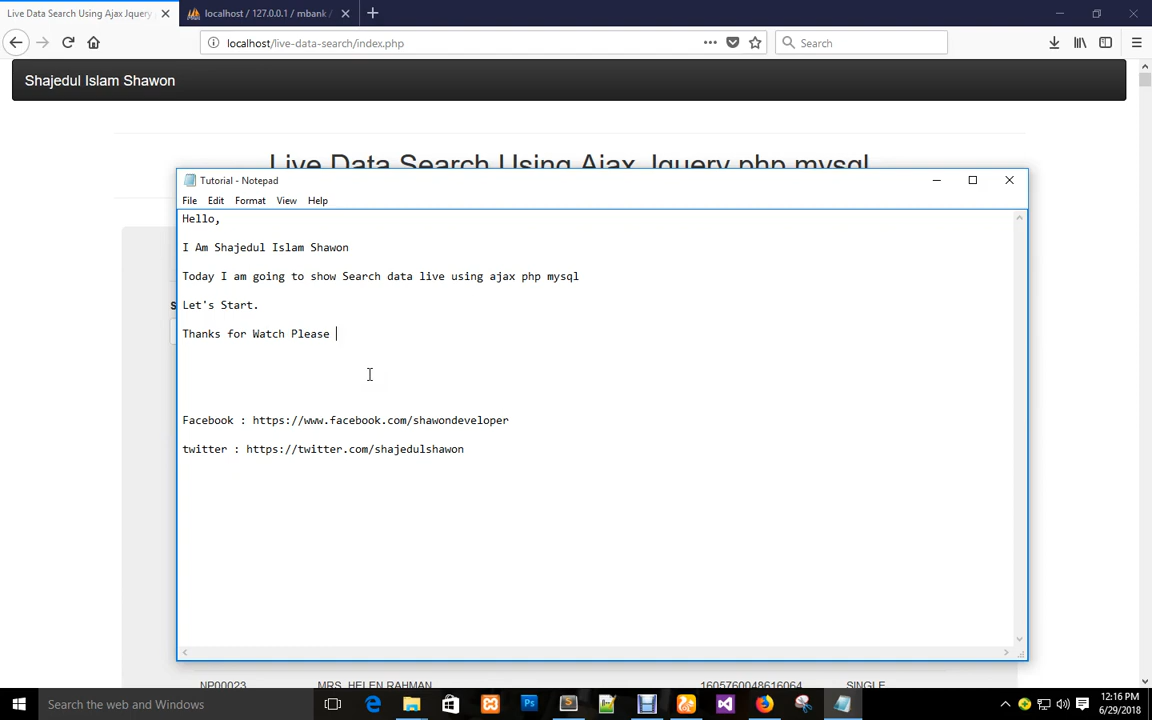 Live Data Search Using Ajax Jquery
localhost / 127.0.0.1 / mbank /
localhost/live-data-search/index.php
Search
Shajedul Islam Shawon
Live Data Search Using Ajax Jquery php mysql
Tutorial - Notepad
File Edit Format View Help
Hello,
I Am Shajedul Islam Shawon
Today I am going to show Search data live using ajax php mysql
Let's Start.
Thanks for Watch Please
Facebook : https://www.facebook.com/shawondeveloper
twitter : https://twitter.com/shajedulshawon
NP00023 MRS. HELEN RAHMAN 1605760048616064 SINGLE
Search the web and Windows
Ps
12:16 PM
6/29/2018